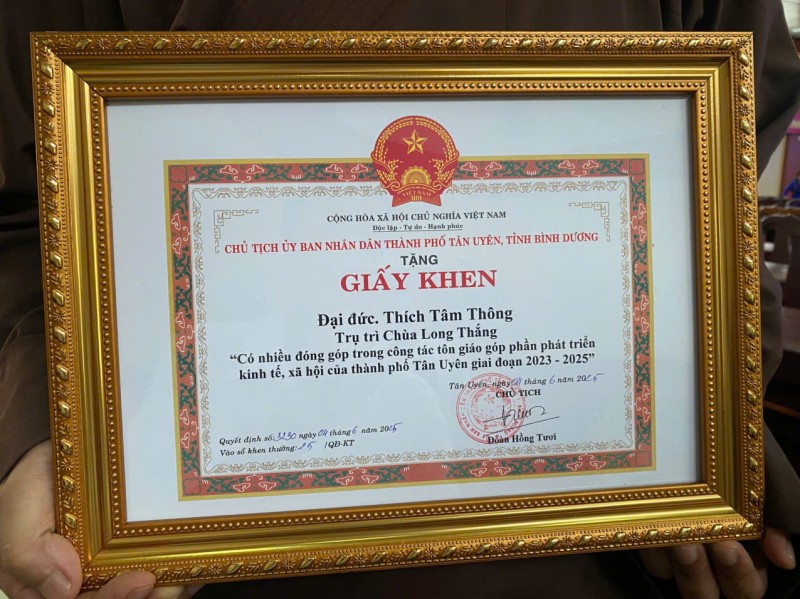 VIỆT NAM
CỘNG HÒA XÃ HỘI CHỦ NGHĨA VIỆT NAM
Độc lập - Tự do - Hạnh phúc
CHỦ TỊCH ỦY BAN NHÂN DÂN THÀNH PHỐ TÂN UYÊN, TỈNH BÌNH DƯƠNG
TẶNG
GIẤY KHEN
Đại đức. Thích Tâm Thông
Trụ trì Chùa Long Thắng
“Có nhiều đóng góp trong công tác tôn giáo góp phần phát triển
kinh tế, xã hội của thành phố Tân Uyên giai đoạn 2023 - 2025”
Tân Uyên, ngày 04 tháng 6 năm 2025
CHỦ TỊCH
Đoàn Hồng Tươi
Quyết định số: 3230 ngày 04 tháng 6 năm 2025
Vào sổ khen thưởng: 25 /QĐ-KT